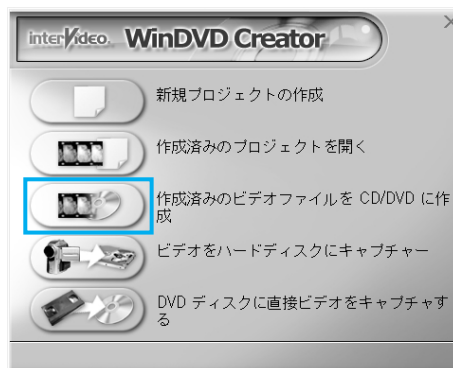 interVideo. WinDVD Creator
新規プロジェクトの作成
作成済みのプロジェクトを開く
作成済みのビデオファイルを CD/DVD に作
成
ビデオをハードディスクにキャプチャー
DVD ディスクに直接ビデオをキャプチャす
る